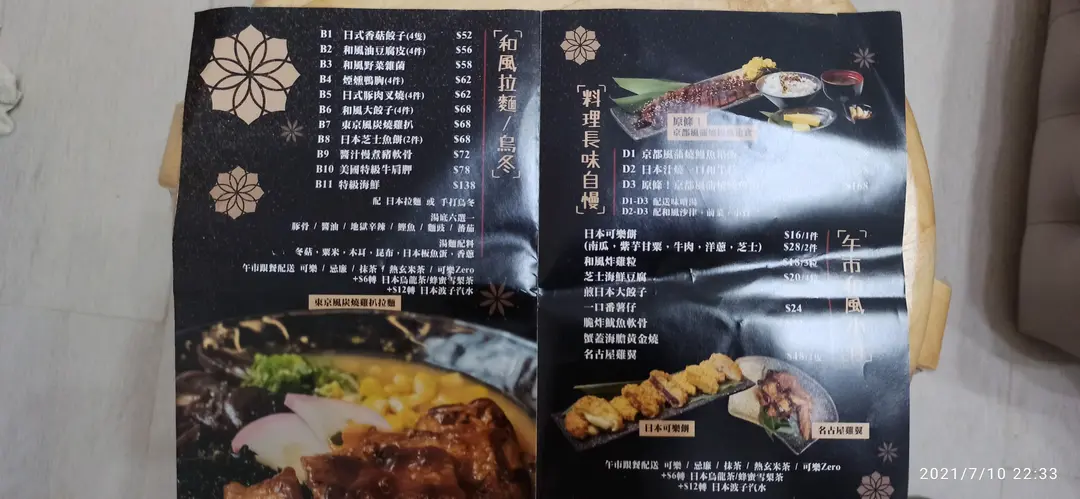 和風拉麵/烏冬
B1 日式香菇餃子(4隻) $52
B2 和風油豆腐皮(4件) $56
B3 和風野菜雜菌 $58
B4 煙燻鴨胸(4件) $62
B5 日式豚肉叉燒(4件) $62
B6 和風大餃子(4件) $68
B7 東京風炭燒雞扒 $68
B8 日本芝士魚餅(2件) $68
B9 醬汁慢煮豬軟骨 $72
B10 美國特級牛肩胛 $78
B11 特級海鮮 $138
配 日本拉麵 或 手打烏冬
湯底六選一
豚骨 / 醬油 / 地獄辛辣 / 鰹魚 / 麵豉 / 蕃茄
湯麵配料
冬菇，粟米，木耳，昆布，日本板魚蛋，香蔥
午市跟餐配送 可樂 / 忌廉 / 抹茶 / 熱玄米茶 / 可樂Zero
+$6轉 日本烏龍茶/蜂蜜雪梨茶
+$12轉 日本波子汽水
東京風炭燒雞扒拉麵
料理長味自慢
原條！
D1 京都風蒲燒鰻魚
D2 日本汁燒一口和牛
D3 原條！京都風蒲燒鰻
D1-D3 配送味噌湯
D2-D3 配和風沙律，前菜，小食
午市和風
日本可樂餅 $16/1件
(南瓜，紫芋甘栗，牛肉，洋蔥，芝士) $28/2件
和風炸雞粒
芝士海鮮豆腐
煎日本大餃子
一口番薯仔 $24
脆炸魷魚軟骨
蟹蓋海膽黃金燒
名古屋雞翼
日本可樂餅
名古屋雞翼
午市跟餐配送 可樂 / 忌廉 / 抹茶 / 熱玄米茶 / 可樂Zero
+$6轉 日本烏龍茶/蜂蜜雪梨茶
+$12轉 日本波子汽水
2021/7/10 22:33